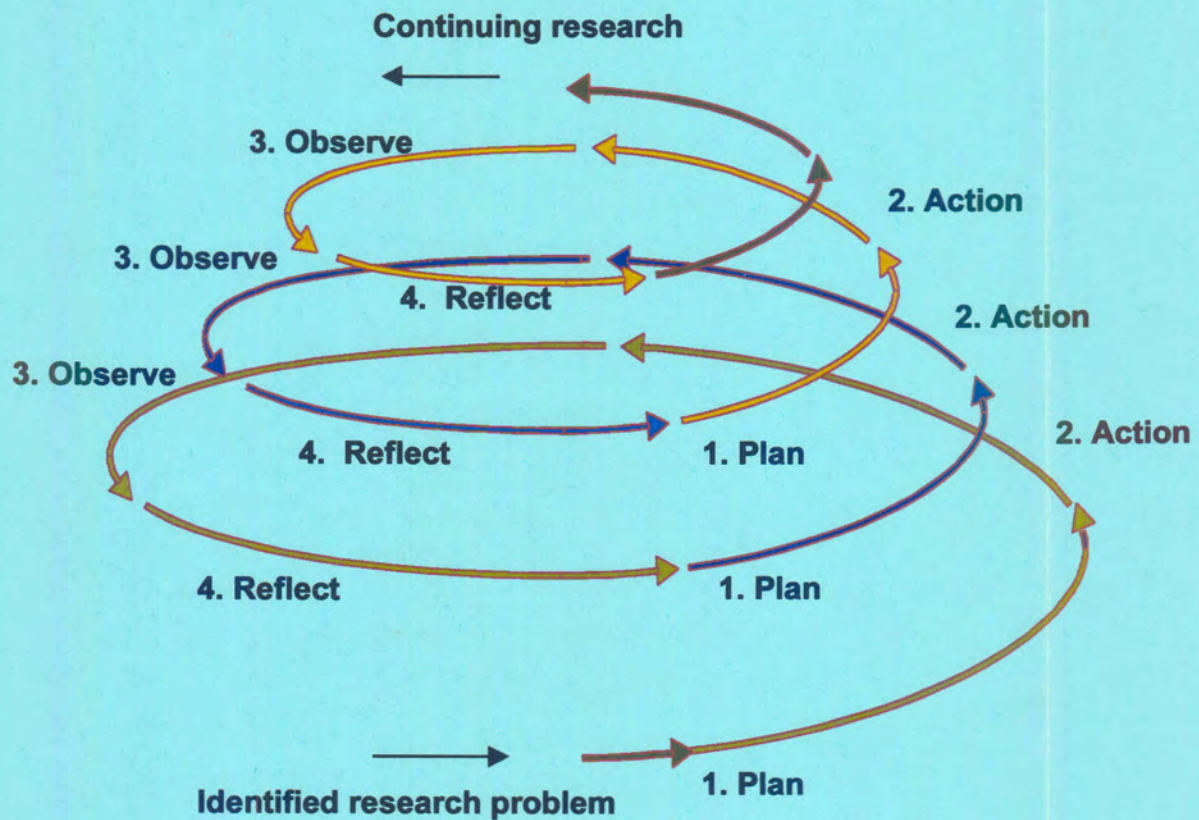 Continuing research
3. Observe
2. Action
3. Observe
4. Reflect
2. Action
3. Observe
2. Action
4. Reflect
1. Plan
4. Reflect
1. Plan
1. Plan
Identified research problem